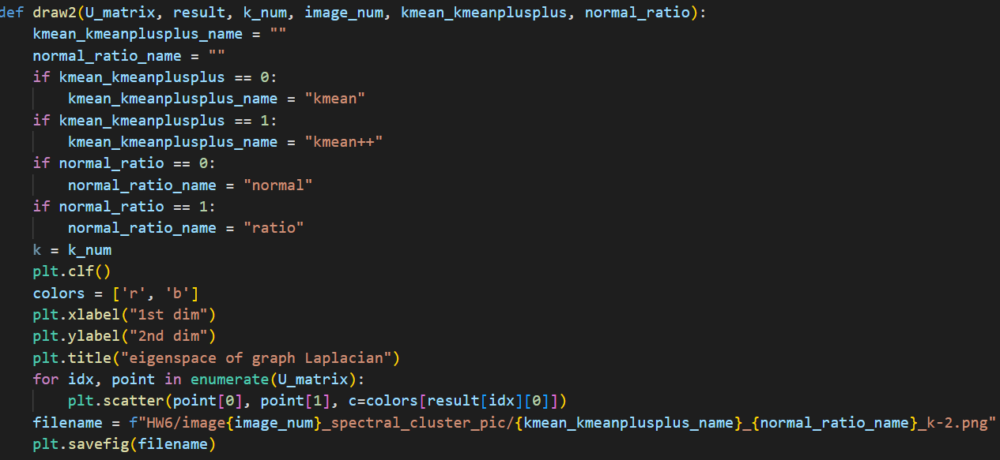 def draw2(U_matrix, result, k_num, image_num, kmean_kmeanplusplus, normal_ratio):
    kmean_kmeanplusplus_name = ""
    normal_ratio_name = ""
    if kmean_kmeanplusplus == 0:
        kmean_kmeanplusplus_name = "kmean"
    if kmean_kmeanplusplus == 1:
        kmean_kmeanplusplus_name = "kmean++"
    if normal_ratio == 0:
        normal_ratio_name = "normal"
    if normal_ratio == 1:
        normal_ratio_name = "ratio"
    k = k_num
    plt.clf()
    colors = ['r', 'b']
    plt.xlabel("1st dim")
    plt.ylabel("2nd dim")
    plt.title("eigenspace of graph Laplacian")
    for idx, point in enumerate(U_matrix):
        plt.scatter(point[0], point[1], c=colors[result[idx][0]])
    filename = f"HW6/image{image_num}_spectral_cluster_pic/{kmean_kmeanplusplus_name}_{normal_ratio_name}_k-2.png"
    plt.savefig(filename)